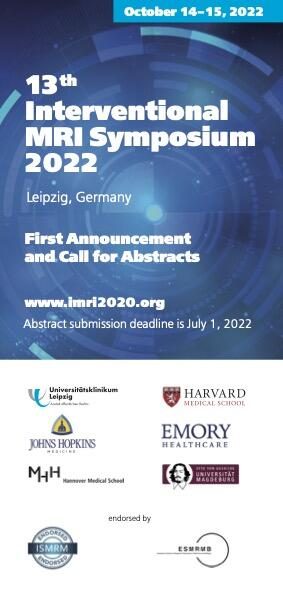 October 14–15, 2022
13th
Interventional
MRI Symposium
2022
Leipzig, Germany
First Announcement
and Call for Abstracts
www.imri2020.org
Abstract submission deadline is July 1, 2022
Universitätsklinikum
Leipzig
HARVARD
MEDICAL SCHOOL
JOHNS HOPKINS
MEDICINE
EMORY
HEALTHCARE
MHH Hannover Medical School
OTTO VON GUERICKE
UNIVERSITÄT
MAGDEBURG
endorsed by
ENDORSED
ISMRM
ENDORSED
ESMRMB